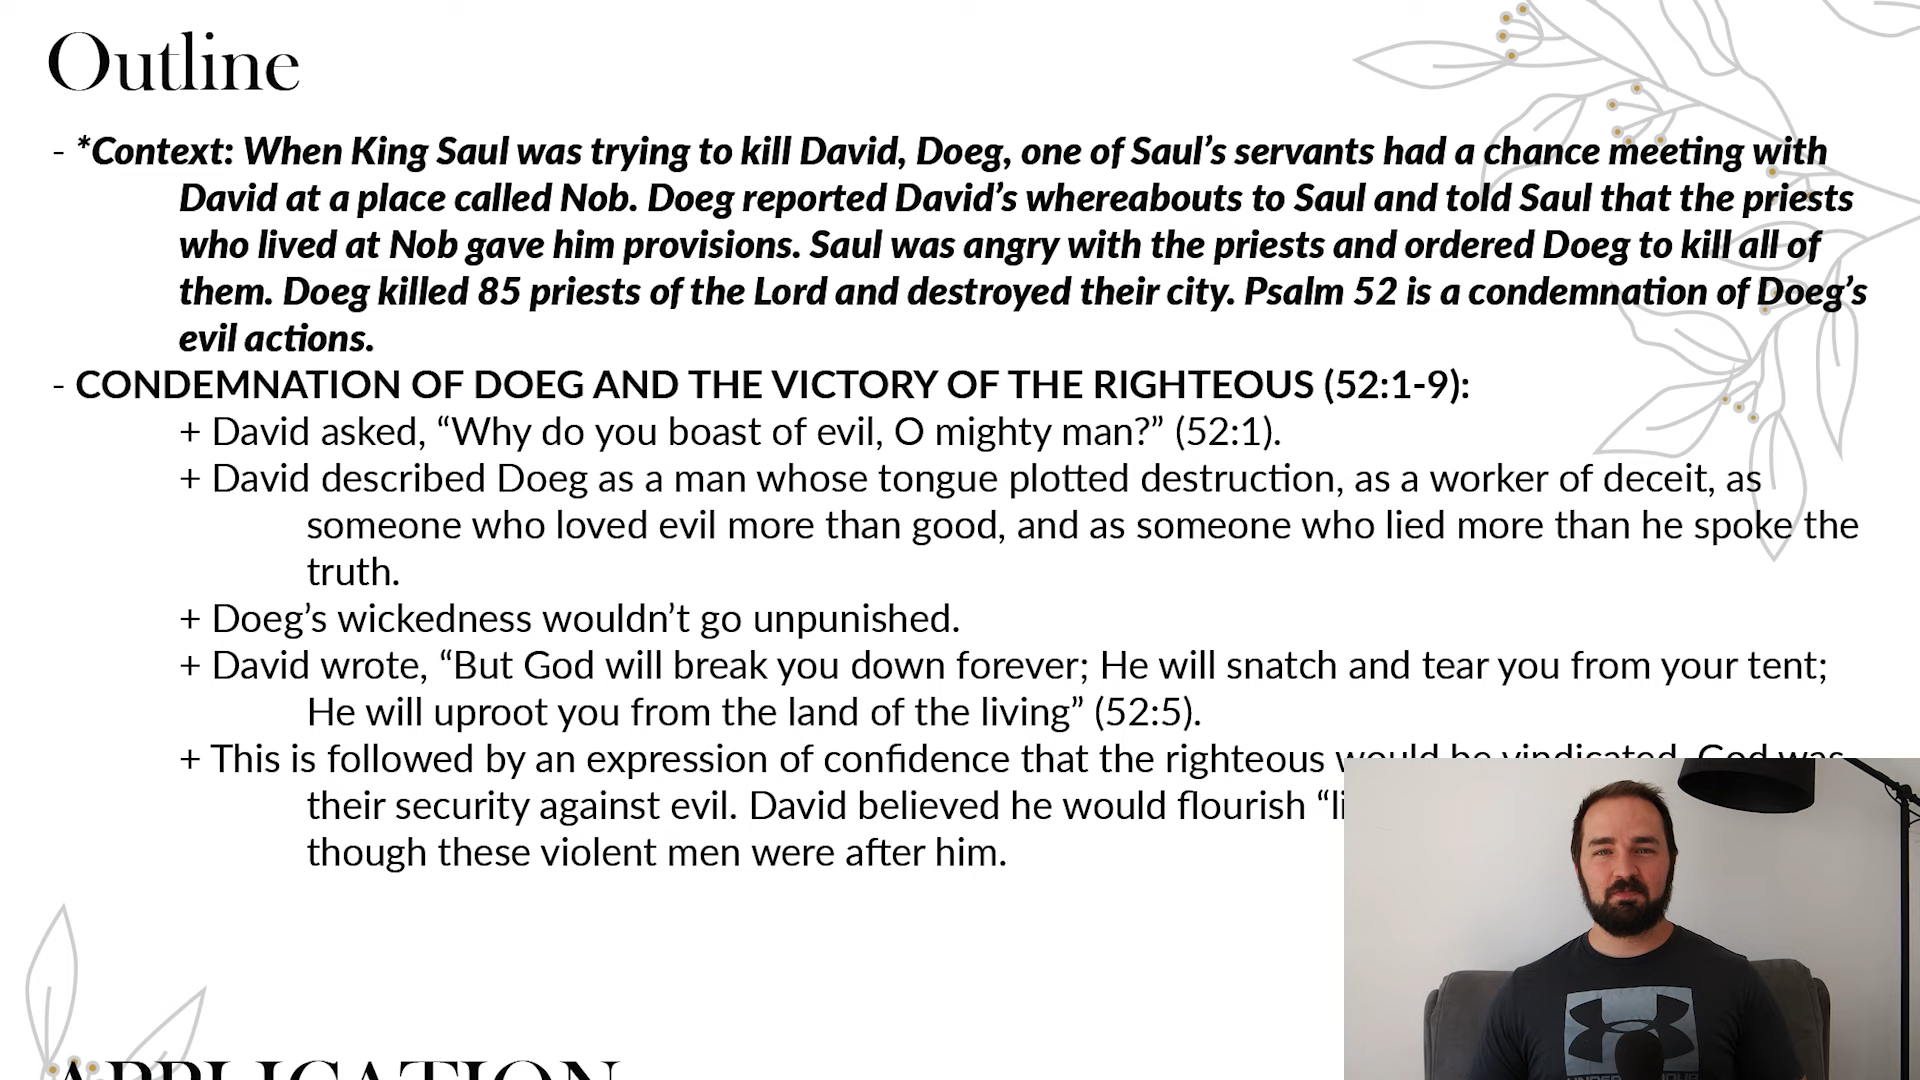 Outline
- *Context: When King Saul was trying to kill David, Doeg, one of Saul’s servants had a chance meeting with
David at a place called Nob. Doeg reported David’s whereabouts to Saul and told Saul that the priests
who lived at Nob gave him provisions. Saul was angry with the priests and ordered Doeg to kill all of
them. Doeg killed 85 priests of the Lord and destroyed their city. Psalm 52 is a condemnation of Doeg’s
evil actions.
- CONDEMNATION OF DOEG AND THE VICTORY OF THE RIGHTEOUS (52:1-9):
+ David asked, “Why do you boast of evil, O mighty man?” (52:1).
+ David described Doeg as a man whose tongue plotted destruction, as a worker of deceit, as
someone who loved evil more than good, and as someone who lied more than he spoke the
truth.
+ Doeg’s wickedness wouldn’t go unpunished.
+ David wrote, “But God will break you down forever; He will snatch and tear you from your tent;
He will uproot you from the land of the living” (52:5).
+ This is followed by an expression of confidence that the righteous would be vindicated. God was
their security against evil. David believed he would flourish “li
though these violent men were after him.
APPLICATION